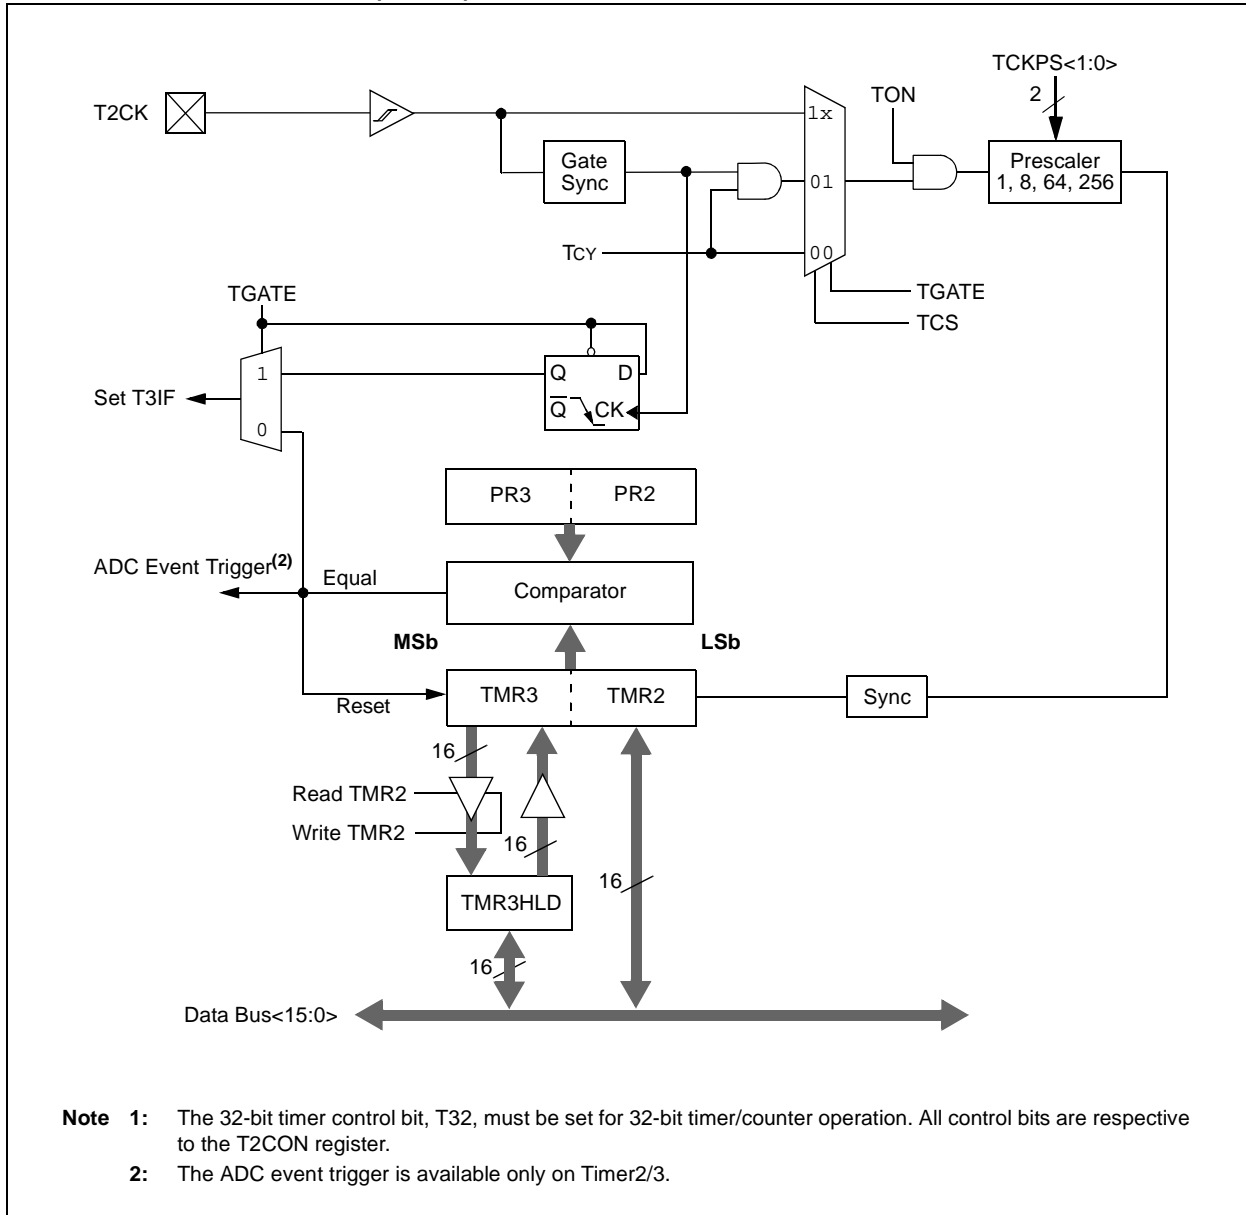 TCKPS<1:0>
2
T2CK
TON
1x
Gate
Sync
Prescaler
1, 8, 64, 256
01
TCY
00
TGATE
TCS
TGATE
1
Q D
Set T3IF
Q CK
0
PR3 PR2
ADC Event Trigger(2)
Equal
Comparator
MSb LSb
TMR3 TMR2
Sync
Reset
16
Read TMR2
Write TMR2
16
16
TMR3HLD
16
Data Bus<15:0>
Note 1: The 32-bit timer control bit, T32, must be set for 32-bit timer/counter operation. All control bits are respective
to the T2CON register.
2: The ADC event trigger is available only on Timer2/3.